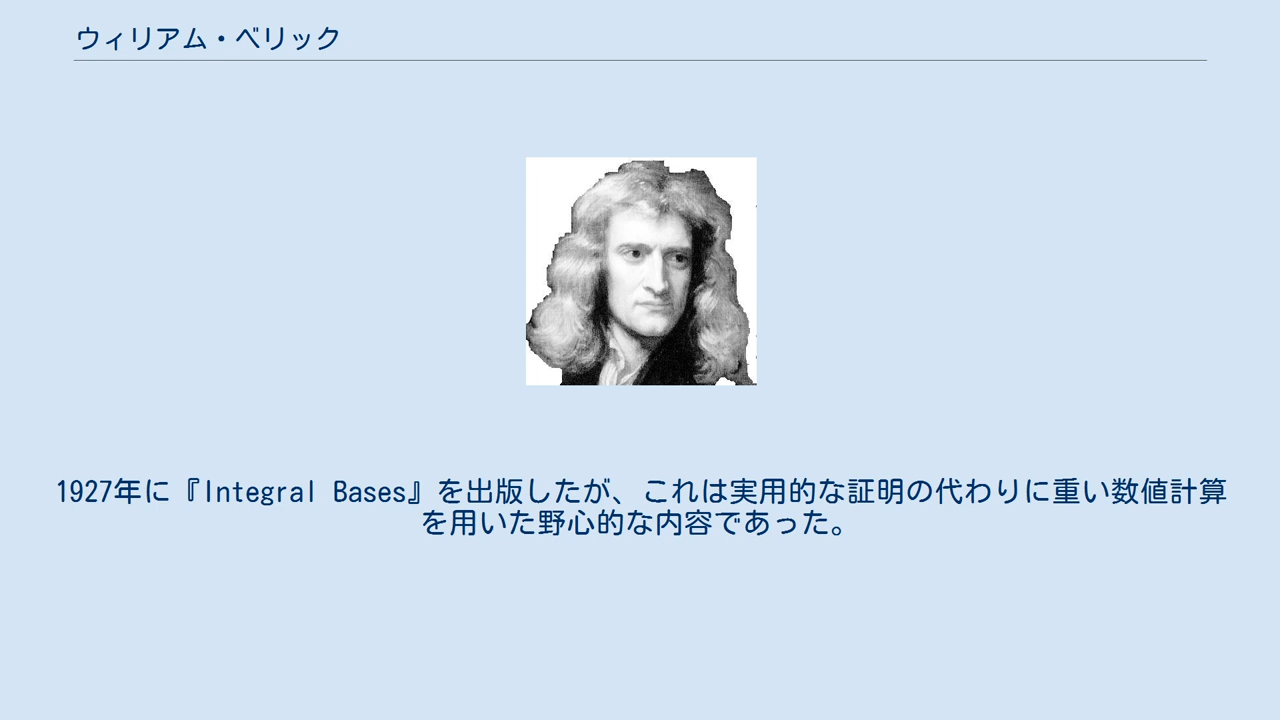 ウィリアム・ベリック
1927年に『Integral Bases』を出版したが、これは実用的な証明の代わりに重い数値計算
を用いた野心的な内容であった。